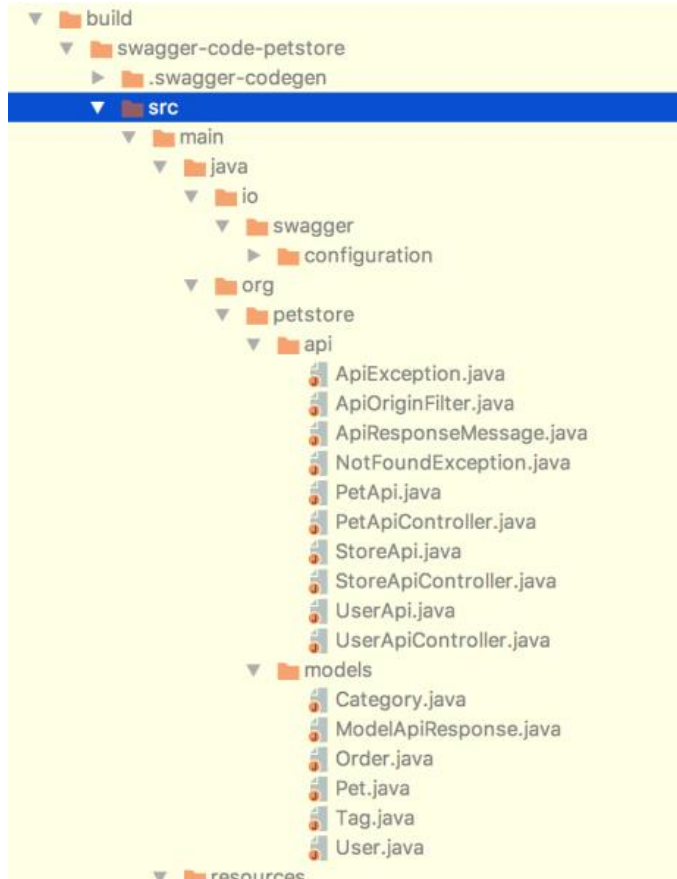 build
swagger-code-petstore
.swagger-codegen
src
main
java
io
swagger
configuration
org
petstore
api
ApiException.java
ApiOriginFilter.java
ApiResponseMessage.java
NotFoundException.java
PetApi.java
PetApiController.java
StoreApi.java
StoreApiController.java
UserApi.java
UserApiController.java
models
Category.java
ModelApiResponse.java
Order.java
Pet.java
Tag.java
User.java
resources